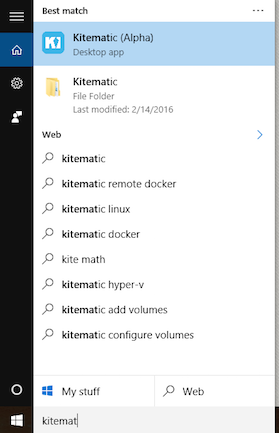 Best match
...
Kitematic (Alpha)
Desktop app
Kitematic
File Folder
Last modified: 2/14/2016
Web
kitematic
kitematic remote docker
kitematic linux
kitematic docker
kite math
kitematic hyper-v
kitematic add volumes
kitematic configure volumes
My stuff
Web
kitemat